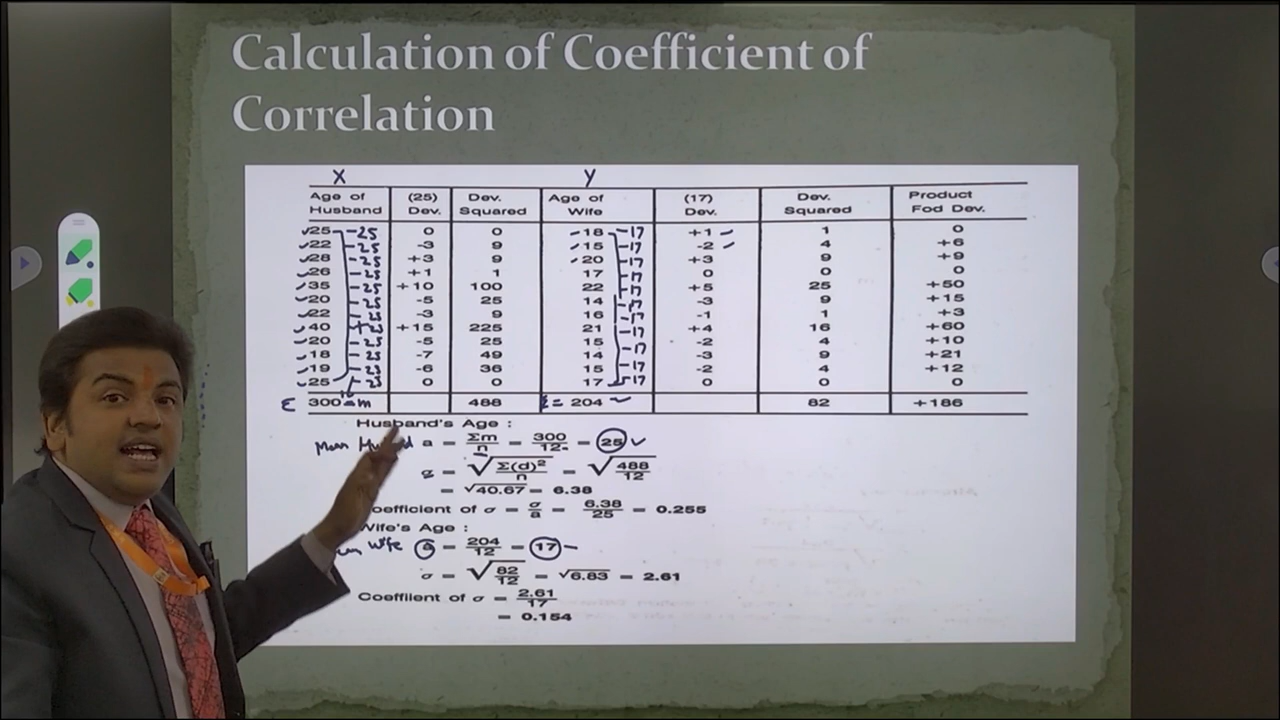 Calculation of Coefficient of
Correlation
X Y
Age of Husband (25) Dev. Dev. Squared Age of Wife (17) Dev. Dev. Squared Product Fod Dev.
25 -25 0 0 18 -17 +1 1 0
22 -25 -3 9 15 -17 -2 4 +6
28 -25 +3 9 20 -17 +3 9 +9
26 -25 +1 1 17 -17 0 0 0
35 -25 +10 100 22 -17 +5 25 +50
20 -25 -5 25 14 -17 -3 9 +15
22 -25 -3 9 16 -17 -1 1 +3
40 -25 +15 225 21 -17 +4 16 +60
20 -25 -5 25 15 -17 -2 4 +10
18 -25 -7 49 14 -17 -3 9 +21
19 -25 -6 36 15 -17 -2 4 +12
25 -25 0 0 17 -17 0 0 0
Σ 300 = m 488 Σ = 204 82 +186
Husband's Age :
Mean a = Σm/n = 300/12 = 25
σ = √Σ(d)²/n = √488/12
= √40.67 = 6.38
oefficient of σ = σ/a = 6.38/25 = 0.255
Wife's Age :
Wife a = 204/12 = 17
σ = √82/12 = √6.83 = 2.61
Coeffiient of σ = 2.61/17
= 0.154